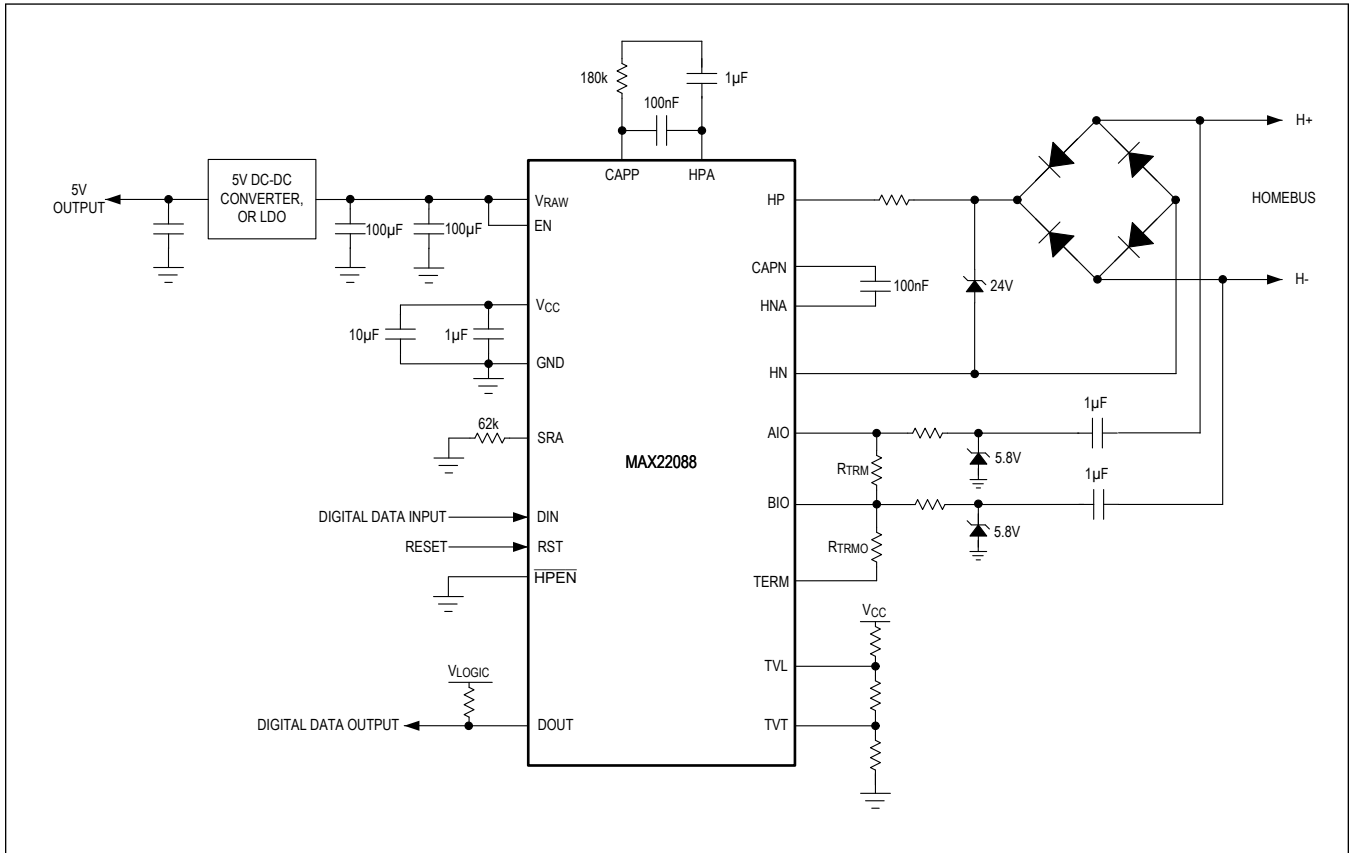 180k
1µF
100nF
CAPP
HPA
5V
OUTPUT
5V DC-DC
CONVERTER,
OR LDO
100µF
100µF
VRAW
EN
VCC
10µF
1µF
GND
62k
SRA
MAX22088
DIGITAL DATA INPUT
DIN
RESET
RST
HPEN
VLOGIC
DIGITAL DATA OUTPUT
DOUT
HP
CAPN
HNA
100nF
24V
HN
H+
HOMEBUS
H-
AIO
1µF
5.8V
RTRM
BIO
1µF
5.8V
RTRMO
TERM
VCC
TVL
TVT